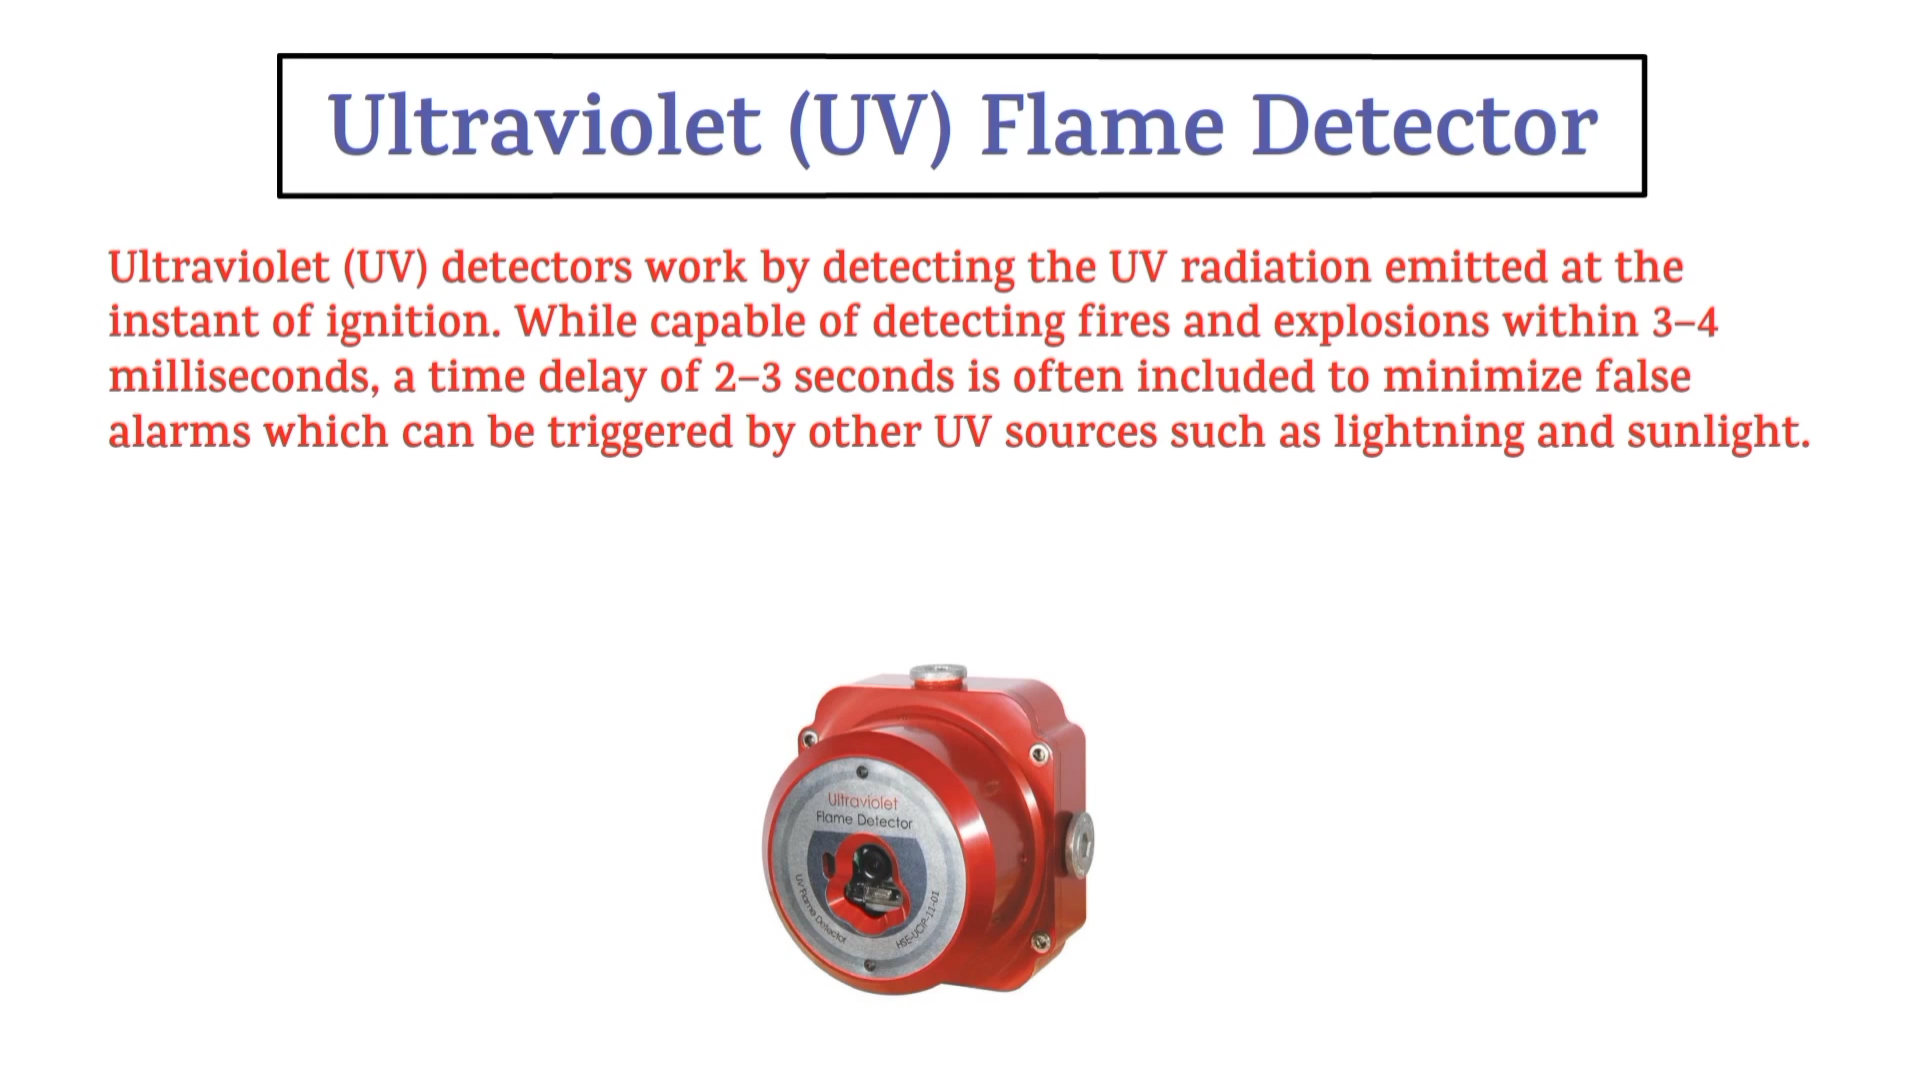 Ultraviolet (UV) Flame Detector
Ultraviolet (UV) detectors work by detecting the UV radiation emitted at the
instant of ignition. While capable of detecting fires and explosions within 3–4
milliseconds, a time delay of 2–3 seconds is often included to minimize false
alarms which can be triggered by other UV sources such as lightning and sunlight.
Ultraviolet
Flame Detector
UV Flame Detector